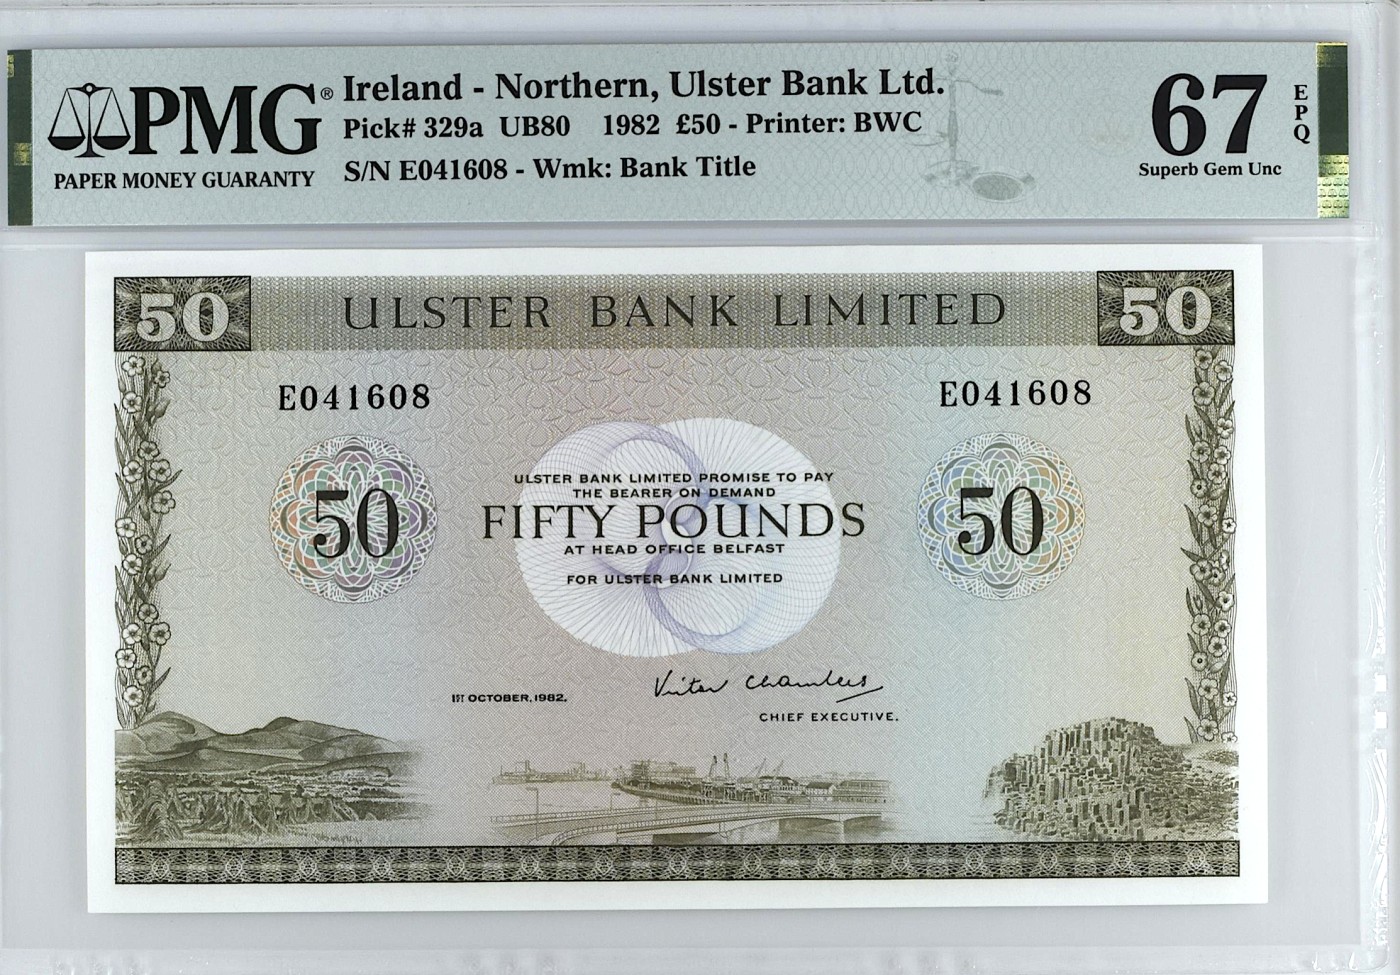 PMG®
PAPER MONEY GUARANTY
Ireland - Northern, Ulster Bank Ltd.
Pick# 329a UB80 1982 £50 - Printer: BWC
S/N E041608 - Wmk: Bank Title
67 EPQ
Superb Gem Unc
50 ULSTER BANK LIMITED 50
E041608 E041608
ULSTER BANK LIMITED PROMISE TO PAY
THE BEARER ON DEMAND
50 FIFTY POUNDS 50
AT HEAD OFFICE BELFAST
FOR ULSTER BANK LIMITED
Victor Chambers
1ST OCTOBER, 1982.
CHIEF EXECUTIVE.